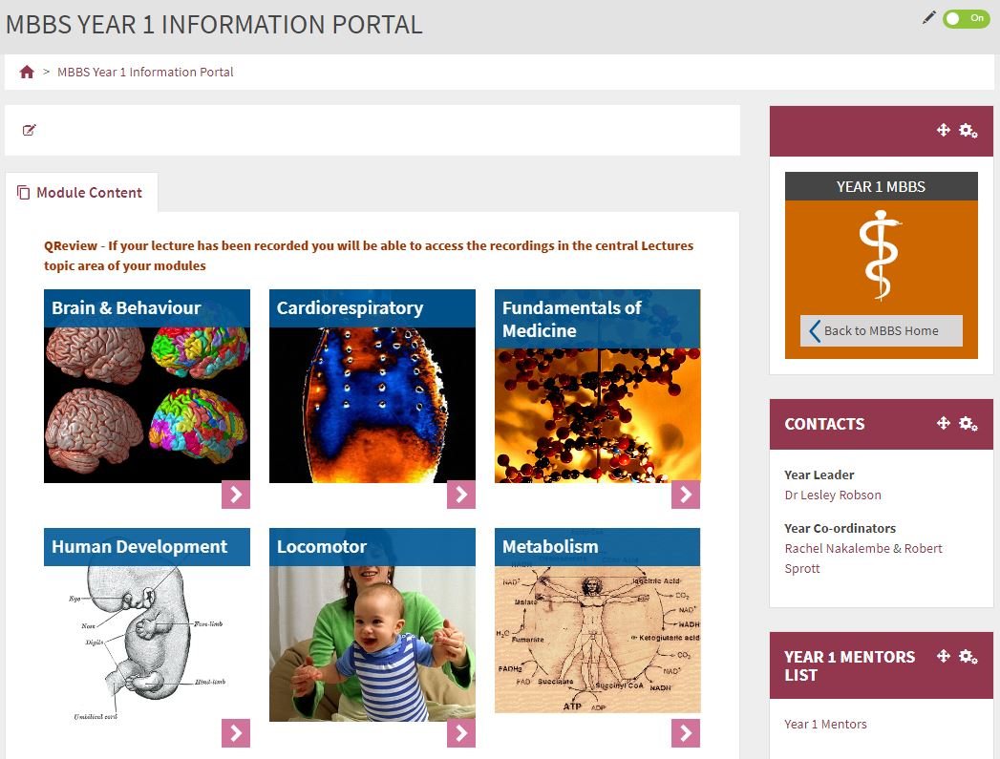 MBBS YEAR 1 INFORMATION PORTAL
On
> MBBS Year 1 Information Portal
Module Content
QReview - If your lecture has been recorded you will be able to access the recordings in the central Lectures
topic area of your modules
Brain & Behaviour
Cardiorespiratory
Fundamentals of
Medicine
Human Development
Eye
Nose
Digits
Fore-limb
Hind-limb
Umbilical cord
Locomotor
Metabolism
NADH
NAD+
Isocitric Acid
CO2
Malate
NAD+
NADH
H2O
α- Ketoglutaric acid
Fumarate
CO2
FADH2
NAD+
FAD
Succinate
Succinyl CoA
NADH
ATP
ADP
YEAR 1 MBBS
Back to MBBS Home
CONTACTS
Year Leader
Dr Lesley Robson
Year Co-ordinators
Rachel Nakalembe & Robert
Sprott
YEAR 1 MENTORS
LIST
Year 1 Mentors